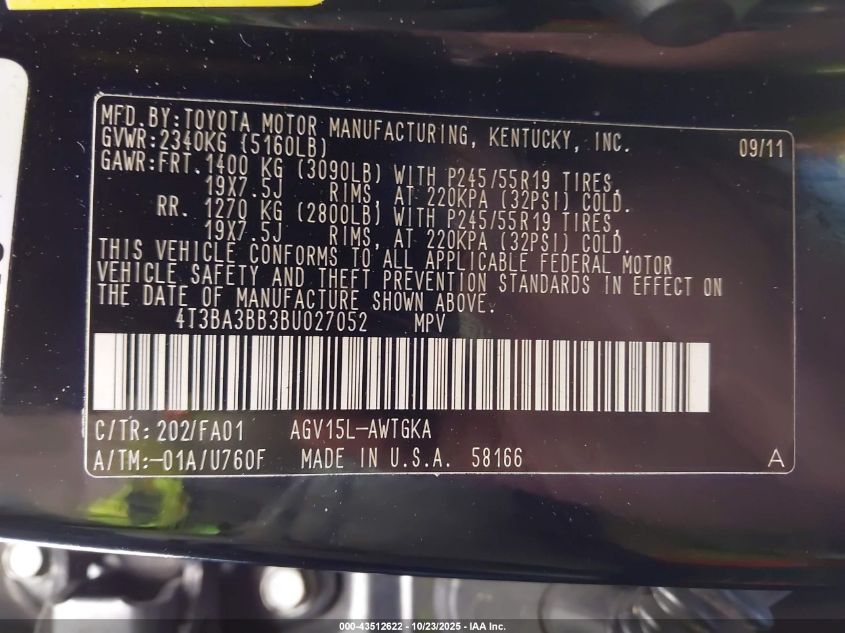 MFD.BY:TOYOTA MOTOR MANUFACTURING, KENTUCKY, INC.
GVWR:2340KG (5160LB) 09/11
GAWR:FRT.1400 KG (3090LB) WITH P245/55R19 TIRES,
19X7.5J RIMS, AT 220KPA (32PSI) COLD.
RR. 1270 KG (2800LB) WITH P245/55R19 TIRES,
19X7.5J RIMS, AT 220KPA (32PSI) COLD.
THIS VEHICLE CONFORMS TO ALL APPLICABLE FEDERAL MOTOR
VEHICLE SAFETY AND THEFT PREVENTION STANDARDS IN EFFECT ON
THE DATE OF MANUFACTURE SHOWN ABOVE.
4T3BA3BB3BU027052 MPV
C/TR:202/FA01 AGV15L-AWTGKA
A/TM:-01A/U760F MADE IN U.S.A. 58166 A
000-43512622 - 10/23/2025 - IAA Inc.